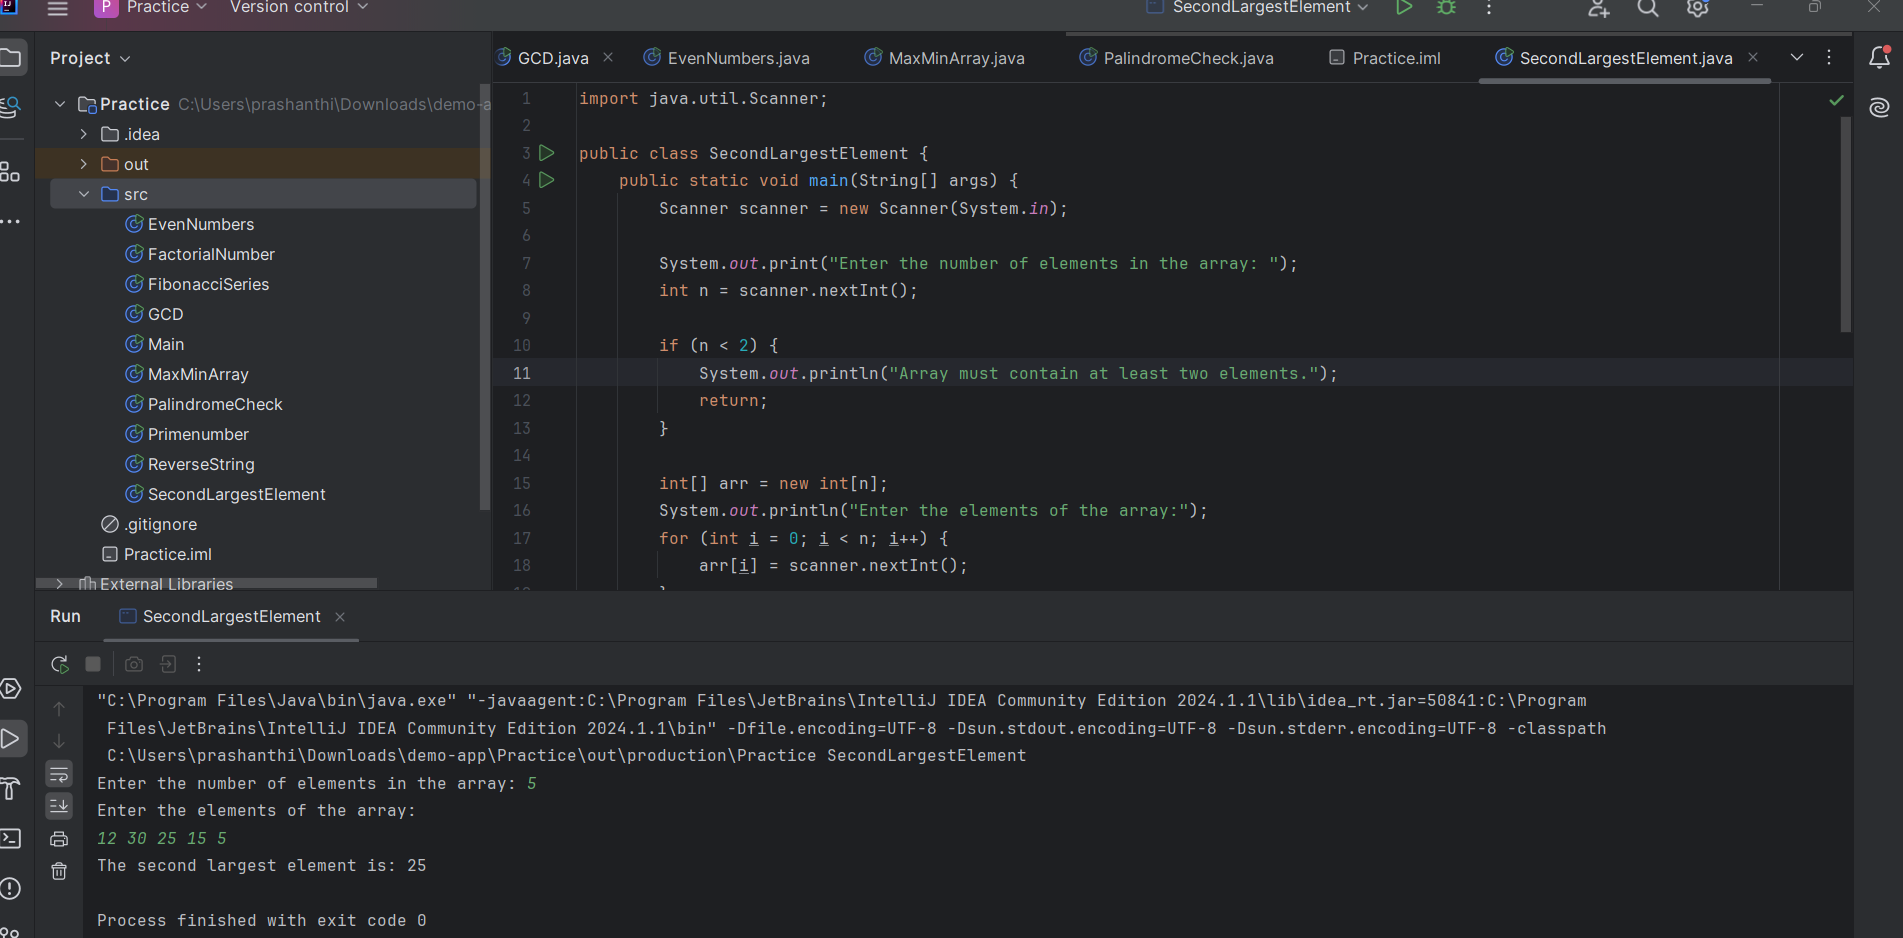 P Practice Version control SecondLargestElement
Project
GCD.java EvenNumbers.java MaxMinArray.java PalindromeCheck.java Practice.iml SecondLargestElement.java
Practice C:\Users\prashanthi\Downloads\demo-a
.idea
out
src
EvenNumbers
FactorialNumber
FibonacciSeries
GCD
Main
MaxMinArray
PalindromeCheck
Primenumber
ReverseString
SecondLargestElement
.gitignore
Practice.iml
External Libraries
1 import java.util.Scanner;
2
3 public class SecondLargestElement {
4 public static void main(String[] args) {
5 Scanner scanner = new Scanner(System.in);
6
7 System.out.print("Enter the number of elements in the array: ");
8 int n = scanner.nextInt();
9
10 if (n < 2) {
11 System.out.println("Array must contain at least two elements.");
12 return;
13 }
14
15 int[] arr = new int[n];
16 System.out.println("Enter the elements of the array:");
17 for (int i = 0; i < n; i++) {
18 arr[i] = scanner.nextInt();
Run SecondLargestElement
"C:\Program Files\Java\bin\java.exe" "-javaagent:C:\Program Files\JetBrains\IntelliJ IDEA Community Edition 2024.1.1\lib\idea_rt.jar=50841:C:\Program
Files\JetBrains\IntelliJ IDEA Community Edition 2024.1.1\bin" -Dfile.encoding=UTF-8 -Dsun.stdout.encoding=UTF-8 -Dsun.stderr.encoding=UTF-8 -classpath
C:\Users\prashanthi\Downloads\demo-app\Practice\out\production\Practice SecondLargestElement
Enter the number of elements in the array: 5
Enter the elements of the array:
12 30 25 15 5
The second largest element is: 25
Process finished with exit code 0